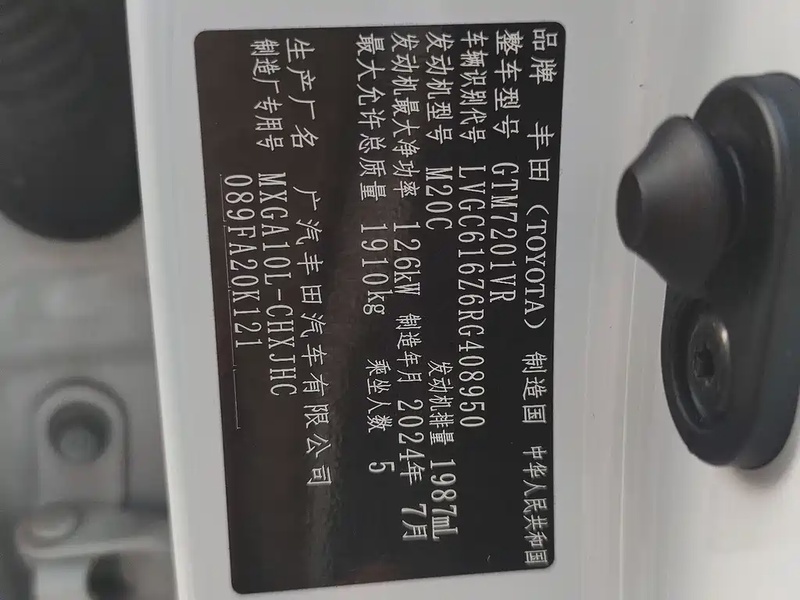 品牌 丰田（TOYOTA） 制造国 中华人民共和国
整车型号 GTM7201VR
车辆识别代号 LVGC616Z6RG408950
发动机型号 M20C 发动机排量 1987mL
发动机最大净功率 126kW 制造年月 2024年 7月
最大允许总质量 1910kg 乘坐人数 5
生产厂名 广汽丰田汽车有限公司
制造厂专用号 MXGA10L-CHXJHC
089FA20K121